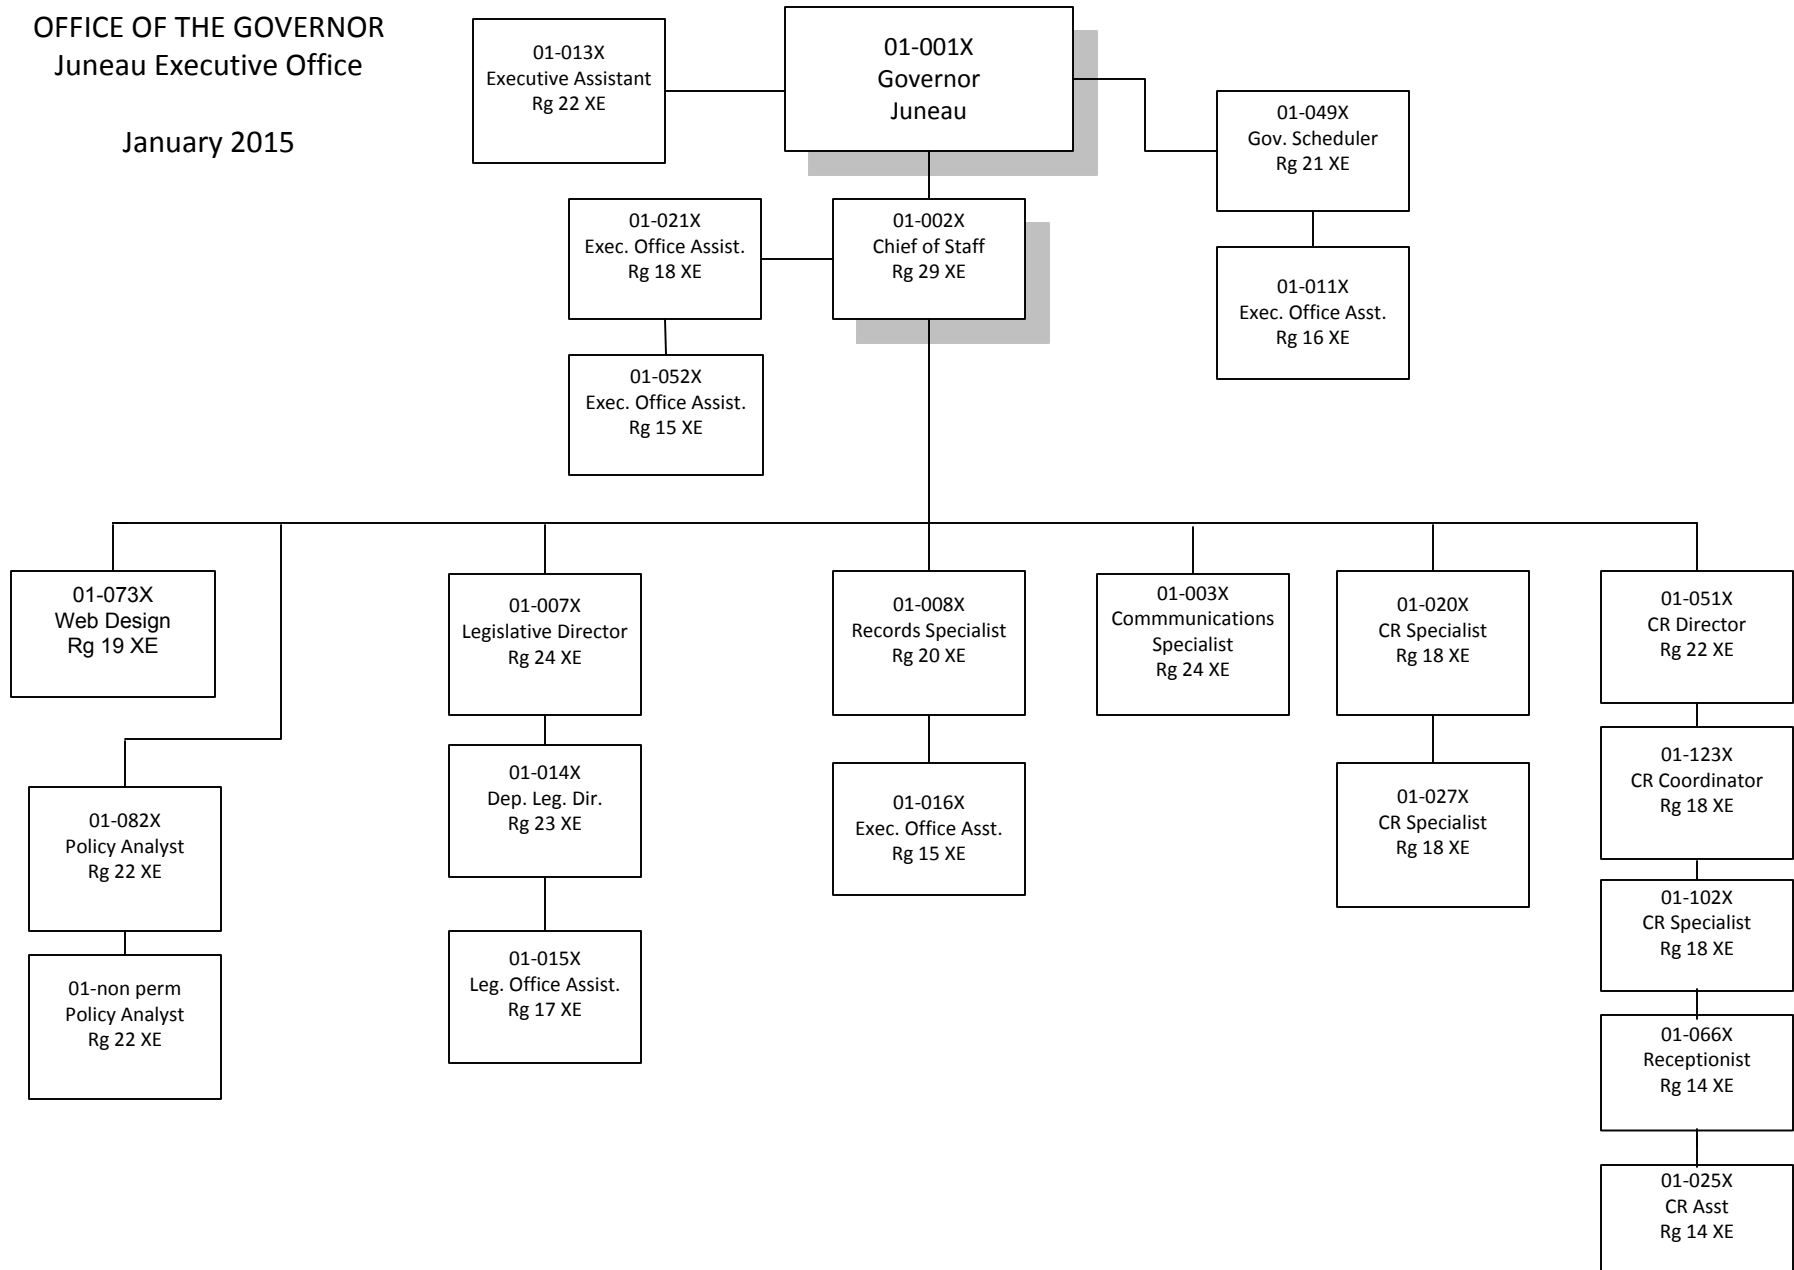 OFFICE OF THE GOVERNOR
Juneau Executive Office
January 2015
01-013X
Executive Assistant
Rg 22 XE
01-001X
Governor
Juneau
01-049X
Gov. Scheduler
Rg 21 XE
01-021X
Exec. Office Assist.
Rg 18 XE
01-002X
Chief of Staff
Rg 29 XE
01-011X
Exec. Office Asst.
Rg 16 XE
01-052X
Exec. Office Assist.
Rg 15 XE
01-073X
Web Design
Rg 19 XE
01-007X
Legislative Director
Rg 24 XE
01-008X
Records Specialist
Rg 20 XE
01-003X
Commmunications
Specialist
Rg 24 XE
01-020X
CR Specialist
Rg 18 XE
01-051X
CR Director
Rg 22 XE
01-082X
Policy Analyst
Rg 22 XE
01-014X
Dep. Leg. Dir.
Rg 23 XE
01-016X
Exec. Office Asst.
Rg 15 XE
01-027X
CR Specialist
Rg 18 XE
01-123X
CR Coordinator
Rg 18 XE
01-102X
CR Specialist
Rg 18 XE
01-non perm
Policy Analyst
Rg 22 XE
01-015X
Leg. Office Assist.
Rg 17 XE
01-066X
Receptionist
Rg 14 XE
01-025X
CR Asst
Rg 14 XE